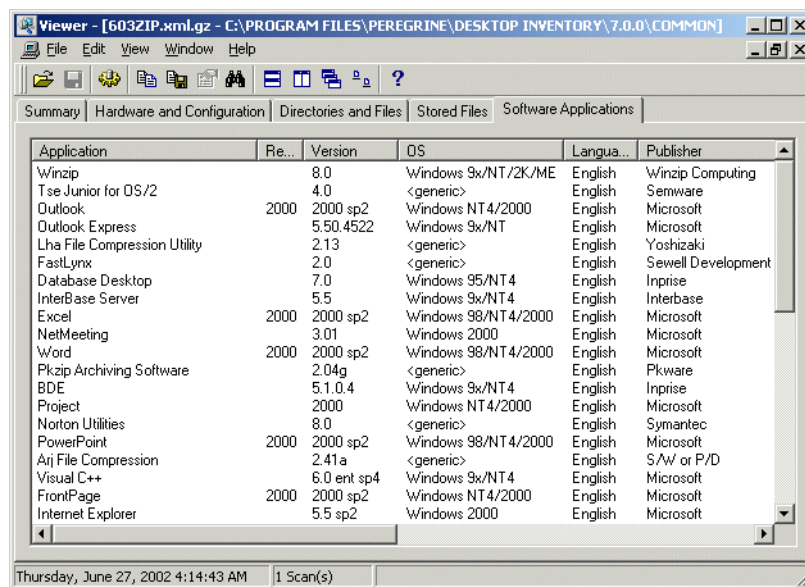 Viewer - [603ZIP.xml.gz - C:\PROGRAM FILES\PEREGRINE\DESKTOP INVENTORY\7.0.0\COMMON]
File Edit View Window Help
Summary Hardware and Configuration Directories and Files Stored Files Software Applications
Application Re... Version OS Langua... Publisher
Winzip 8.0 Windows 9x/NT/2K/ME English Winzip Computing
Tse Junior for OS/2 4.0 <generic> English Semware
Outlook 2000 2000 sp2 Windows NT4/2000 English Microsoft
Outlook Express 5.50.4522 Windows 9x/NT English Microsoft
Lha File Compression Utility 2.13 <generic> English Yoshizaki
FastLynx 2.0 <generic> English Sewell Development
Database Desktop 7.0 Windows 95/NT4 English Inprise
InterBase Server 5.5 Windows 9x/NT4 English Interbase
Excel 2000 2000 sp2 Windows 98/NT4/2000 English Microsoft
NetMeeting 3.01 Windows 2000 English Microsoft
Word 2000 2000 sp2 Windows 98/NT4/2000 English Microsoft
Pkzip Archiving Software 2.04g <generic> English Pkware
BDE 5.1.0.4 Windows 9x/NT4 English Inprise
Project 2000 Windows NT4/2000 English Microsoft
Norton Utilities 8.0 <generic> English Symantec
PowerPoint 2000 2000 sp2 Windows 98/NT4/2000 English Microsoft
Arj File Compression 2.41a <generic> English S/W or P/D
Visual C++ 6.0 ent sp4 Windows 9x/NT4 English Microsoft
FrontPage 2000 2000 sp2 Windows NT4/2000 English Microsoft
Internet Explorer 5.5 sp2 Windows 2000 English Microsoft
Thursday, June 27, 2002 4:14:43 AM 1 Scan(s)